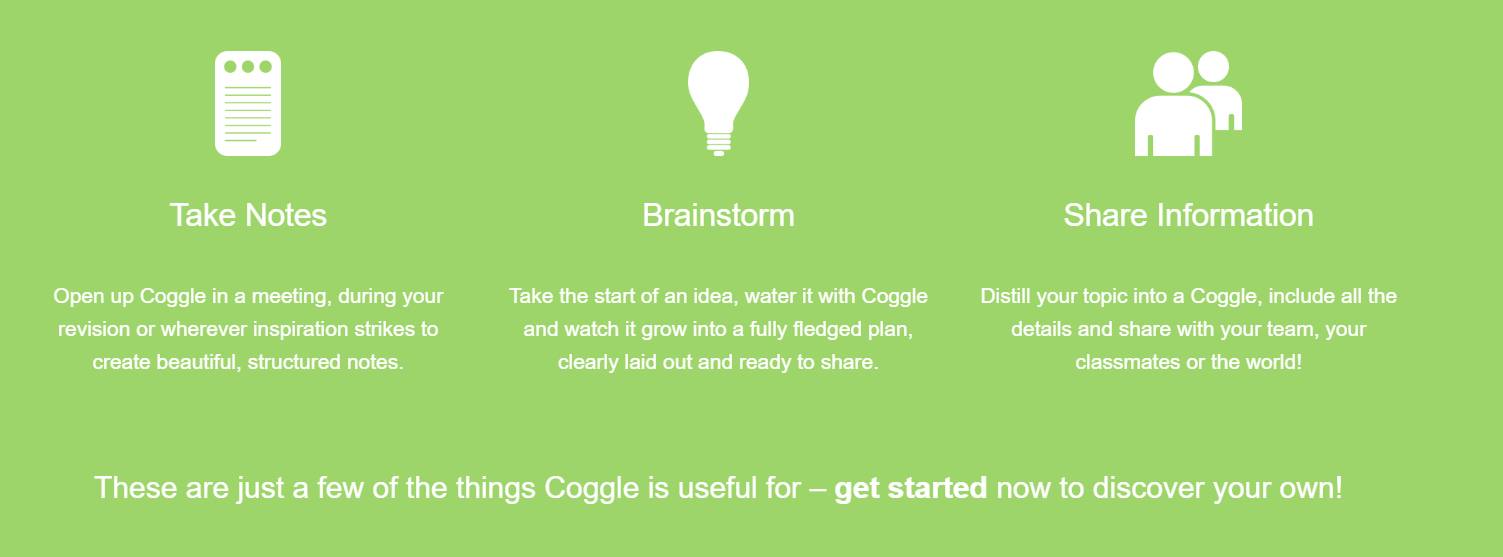 Take Notes
Open up Coggle in a meeting, during your
revision or wherever inspiration strikes to
create beautiful, structured notes.
Brainstorm
Take the start of an idea, water it with Coggle
and watch it grow into a fully fledged plan,
clearly laid out and ready to share.
Share Information
Distill your topic into a Coggle, include all the
details and share with your team, your
classmates or the world!
These are just a few of the things Coggle is useful for – get started now to discover your own!